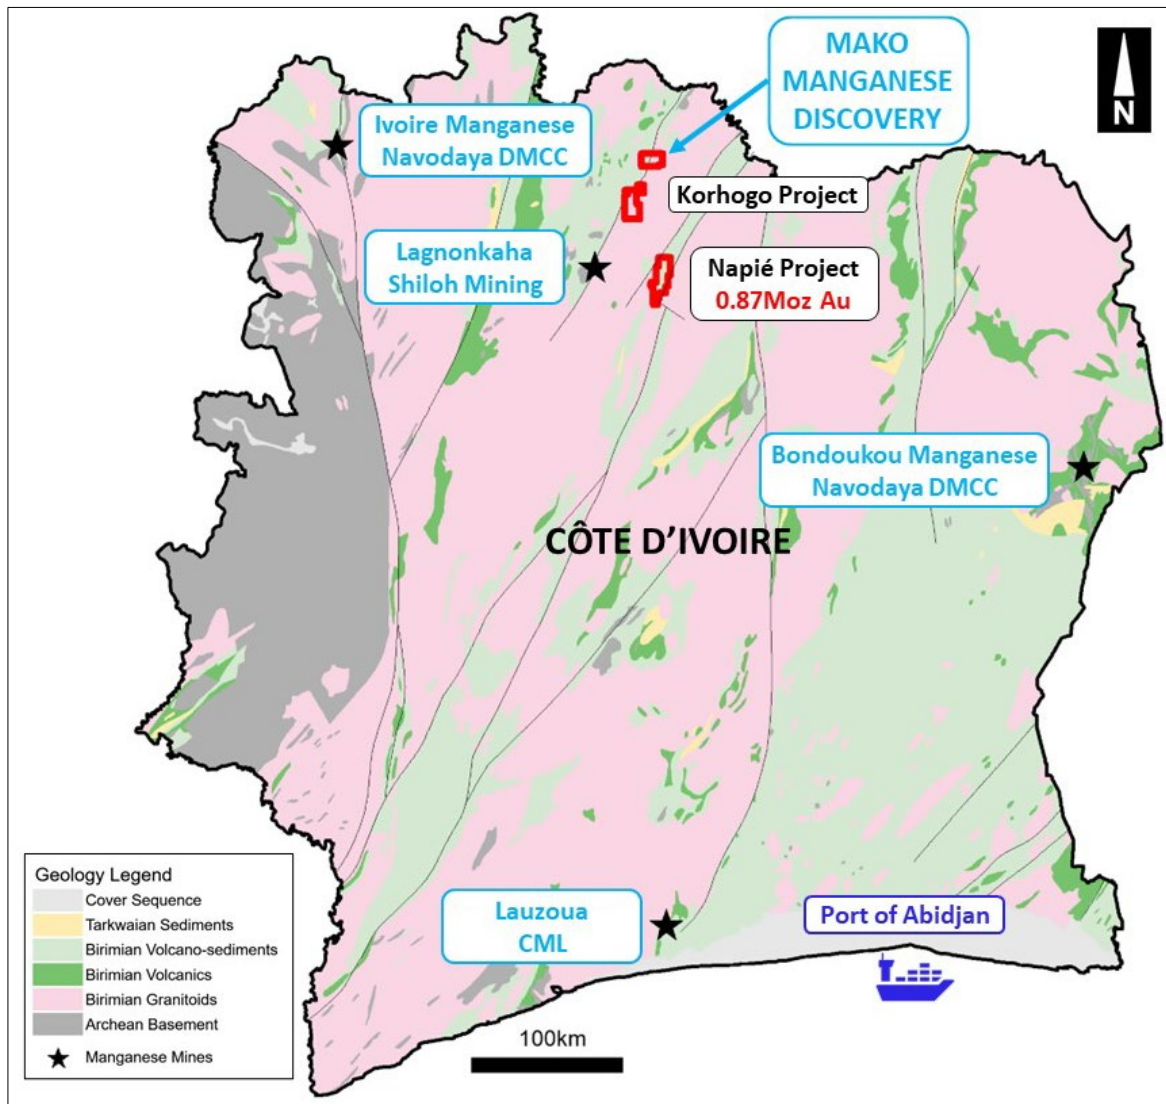 MAKO
MANGANESE
DISCOVERY
N
Ivoire Manganese
Navodaya DMCC
Korhogo Project
Lagnonkaha
Shiloh Mining
Napié Project
0.87Moz Au
Bondoukou Manganese
Navodaya DMCC
CÔTE D’IVOIRE
Geology Legend
Cover Sequence
Tarkwaian Sediments
Birimian Volcano-sediments
Birimian Volcanics
Birimian Granitoids
Archean Basement
Manganese Mines
Lauzoua
CML
Port of Abidjan
100km